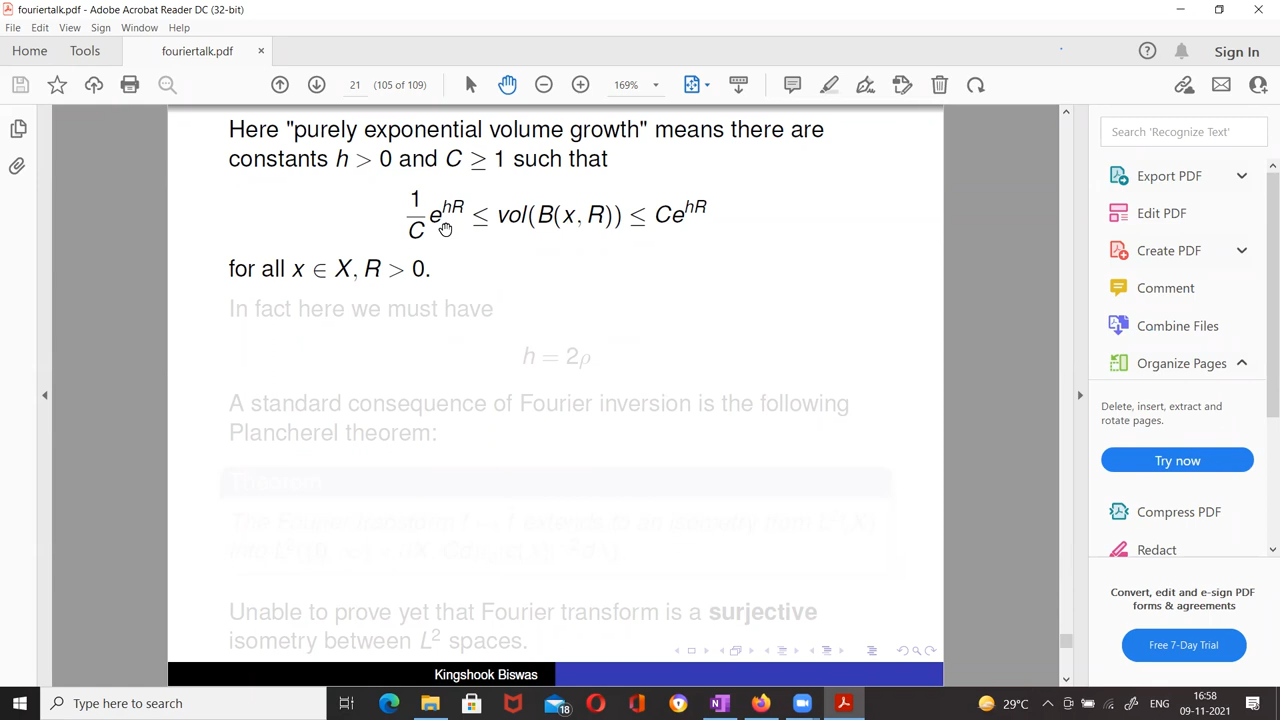 fouriertalk.pdf - Adobe Acrobat Reader DC (32-bit)
File Edit View Sign Window Help
Home Tools fouriertalk.pdf × Sign In
21 (105 of 109) 169%
Here "purely exponential volume growth" means there are
constants h > 0 and C ≥ 1 such that
1/C e^{hR} ≤ vol(B(x, R)) ≤ Ce^{hR}
for all x ∈ X, R > 0.
In fact here we must have
h = 2ρ
A standard consequence of Fourier inversion is the following
Plancherel theorem:
Theorem
Unable to prove yet that Fourier transform is a surjective
isometry between L² spaces.
Kingshook Biswas
Search 'Recognize Text'
Export PDF
Edit PDF
Create PDF
Comment
Combine Files
Organize Pages
Delete, insert, extract and
rotate pages.
Try now
Compress PDF
Redact
Convert, edit and e-sign PDF
forms & agreements
Free 7-Day Trial
Type here to search
18
29°C
ENG
16:58
09-11-2021